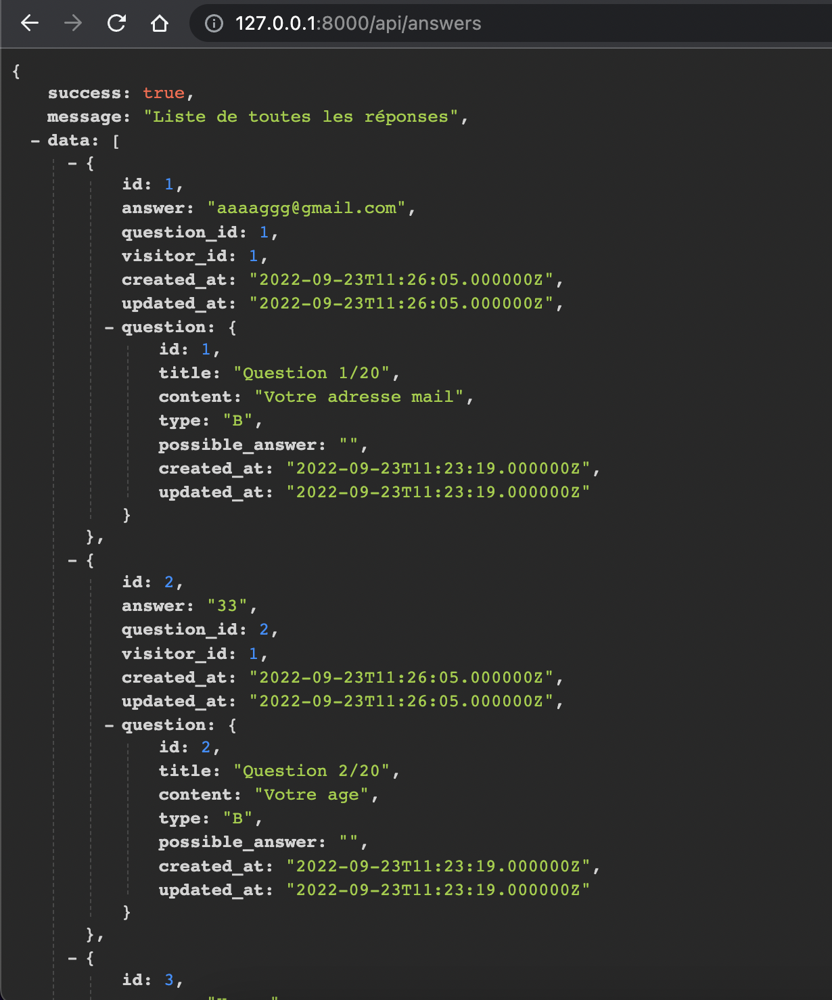 127.0.0.1:8000/api/answers
{
success: true,
message: "Liste de toutes les réponses",
– data: [
– {
id: 1,
answer: "aaaaggg@gmail.com",
question_id: 1,
visitor_id: 1,
created_at: "2022-09-23T11:26:05.000000Z",
updated_at: "2022-09-23T11:26:05.000000Z",
– question: {
id: 1,
title: "Question 1/20",
content: "Votre adresse mail",
type: "B",
possible_answer: "",
created_at: "2022-09-23T11:23:19.000000Z",
updated_at: "2022-09-23T11:23:19.000000Z"
}
},
– {
id: 2,
answer: "33",
question_id: 2,
visitor_id: 1,
created_at: "2022-09-23T11:26:05.000000Z",
updated_at: "2022-09-23T11:26:05.000000Z",
– question: {
id: 2,
title: "Question 2/20",
content: "Votre age",
type: "B",
possible_answer: "",
created_at: "2022-09-23T11:23:19.000000Z",
updated_at: "2022-09-23T11:23:19.000000Z"
}
},
– {
id: 3,